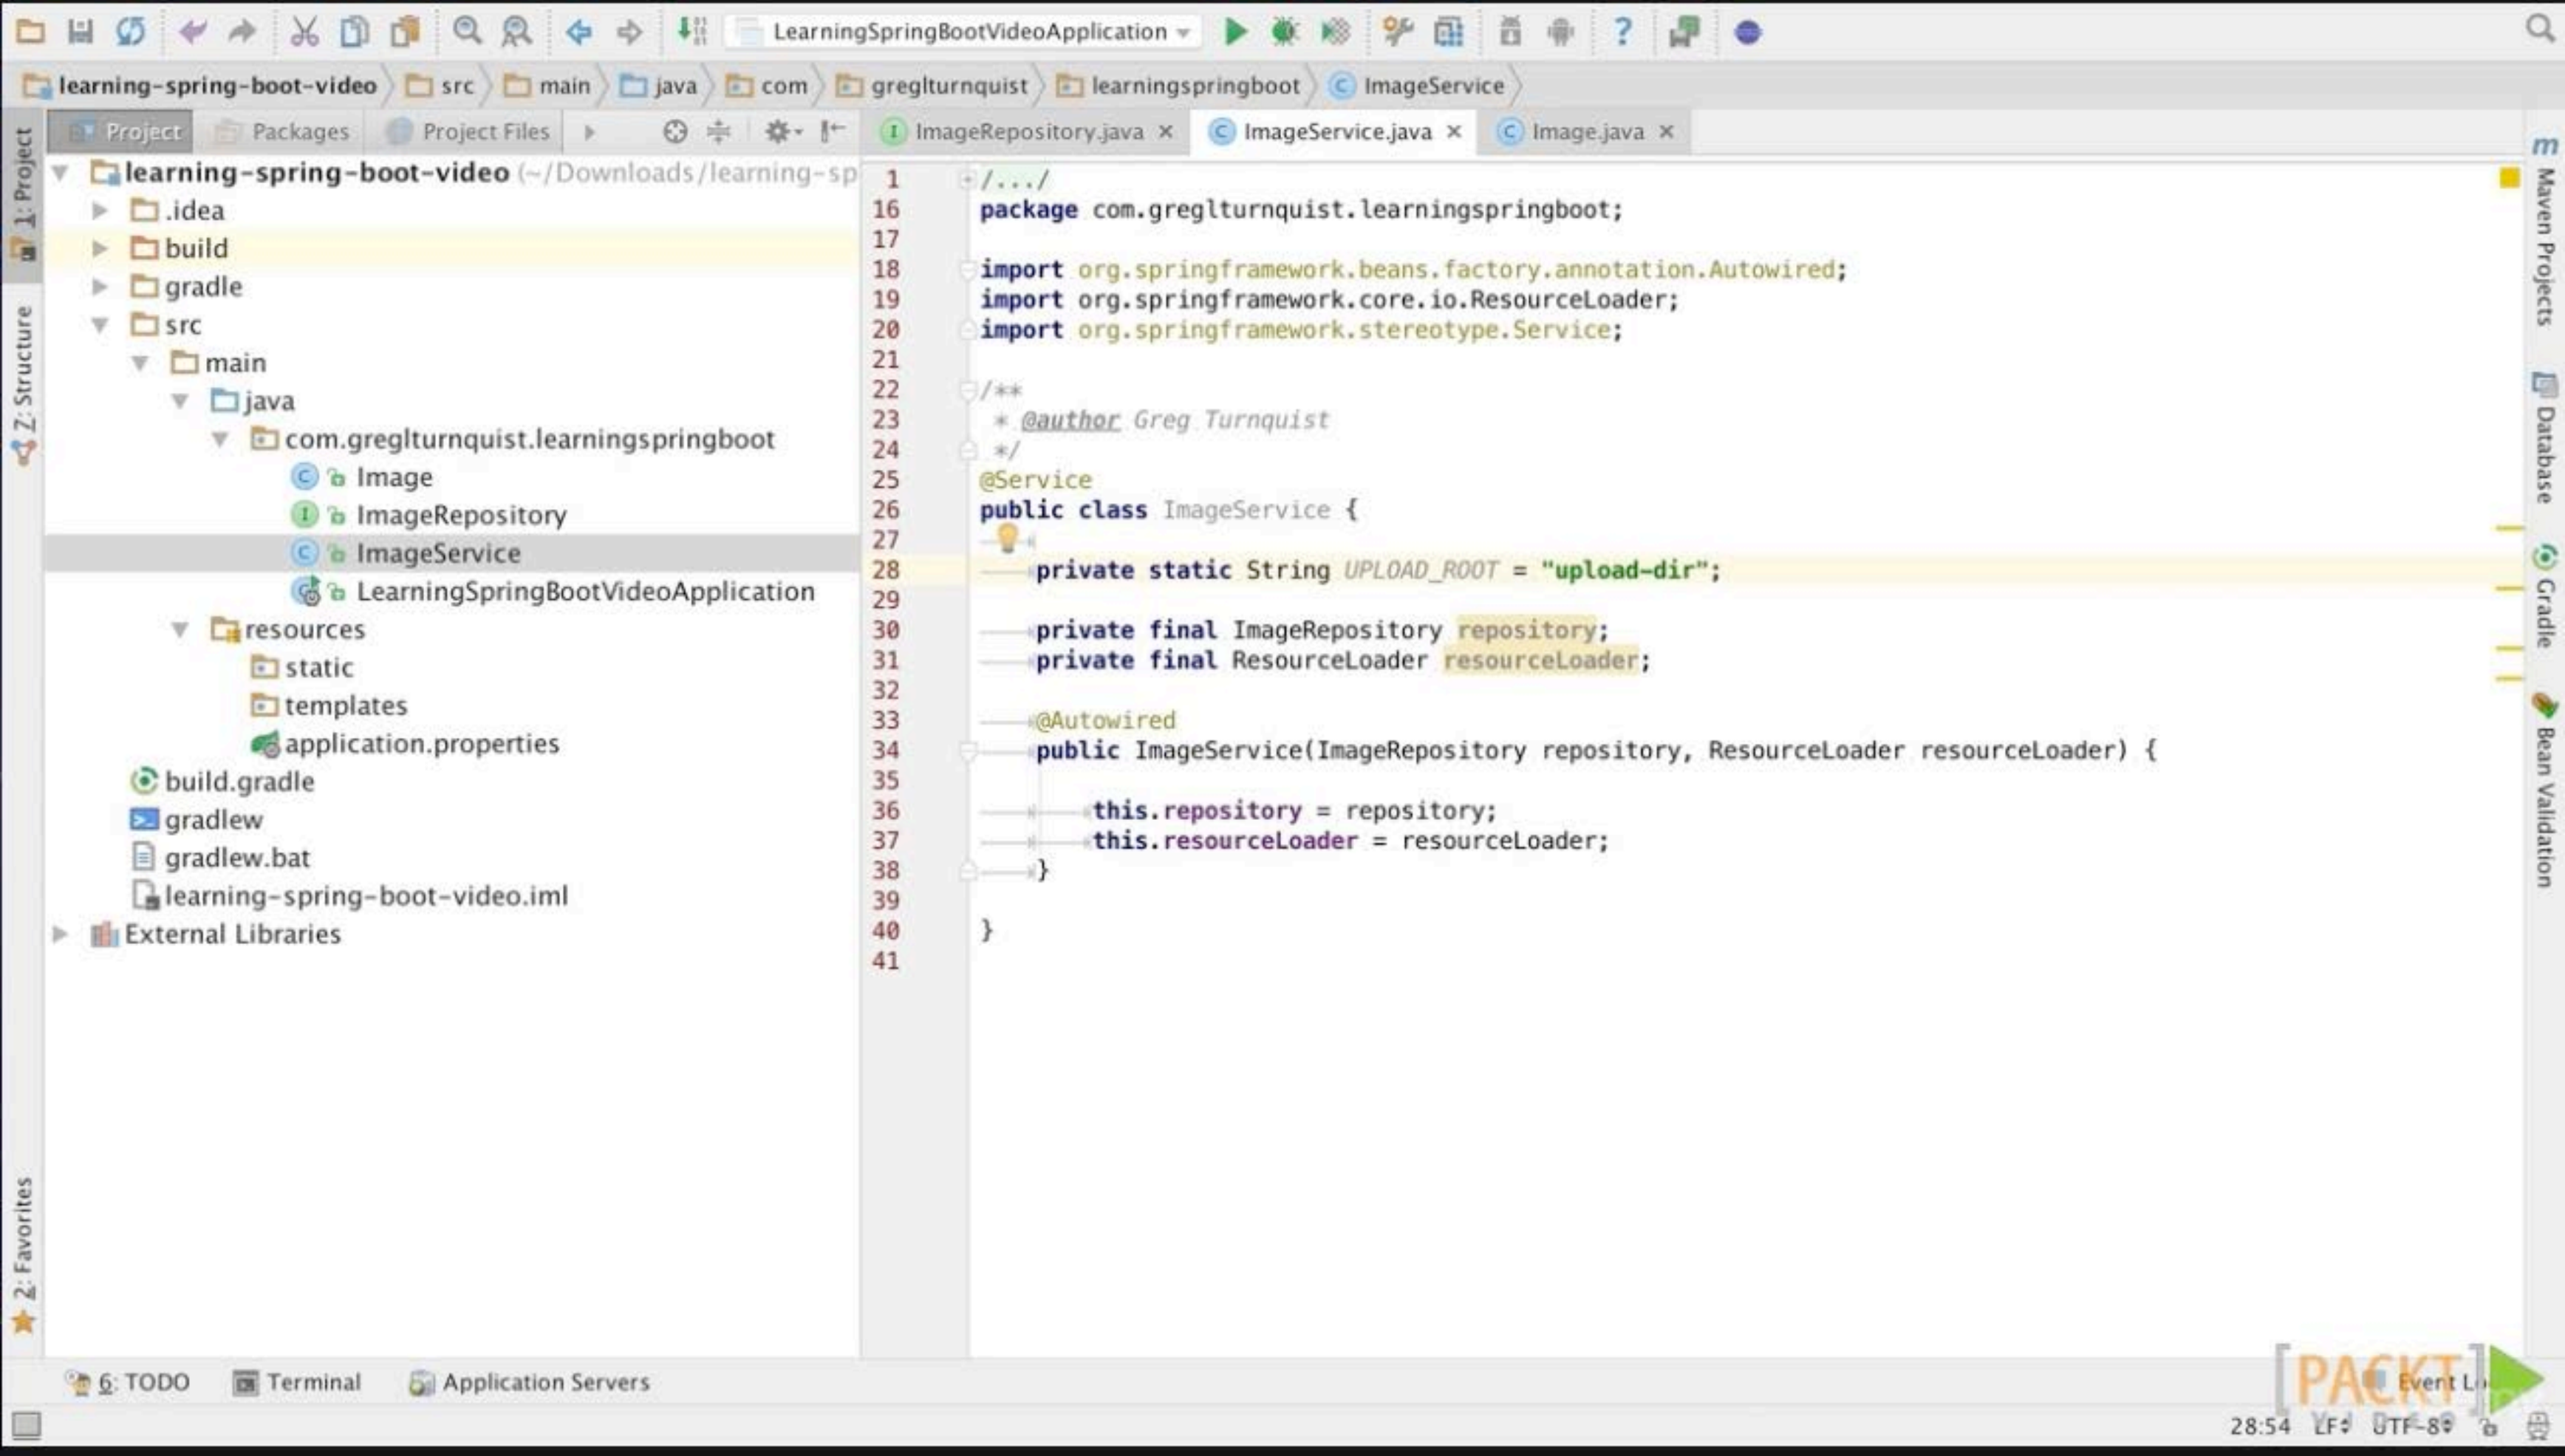 LearningSpringBootVideoApplication
learning-spring-boot-video src main java com greglturnquist learningspringboot ImageService
Project Packages Project Files
ImageRepository.java ImageService.java Image.java
1: Project
Z: Structure
2: Favorites
learning-spring-boot-video (~/Downloads/learning-sp
.idea
build
gradle
src
main
java
com.greglturnquist.learningspringboot
Image
ImageRepository
ImageService
LearningSpringBootVideoApplication
resources
static
templates
application.properties
build.gradle
gradlew
gradlew.bat
learning-spring-boot-video.iml
External Libraries
1 /.../
16 package com.greglturnquist.learningspringboot;
17
18 import org.springframework.beans.factory.annotation.Autowired;
19 import org.springframework.core.io.ResourceLoader;
20 import org.springframework.stereotype.Service;
21
22 /**
23 * @author Greg Turnquist
24 */
25 @Service
26 public class ImageService {
27
28 private static String UPLOAD_ROOT = "upload-dir";
29
30 private final ImageRepository repository;
31 private final ResourceLoader resourceLoader;
32
33 @Autowired
34 public ImageService(ImageRepository repository, ResourceLoader resourceLoader) {
35
36 this.repository = repository;
37 this.resourceLoader = resourceLoader;
38 }
39
40 }
41
Maven Projects
Database
Gradle
Bean Validation
6: TODO Terminal Application Servers
[PACKT]
Event Lo
28:54 LF UTF-8